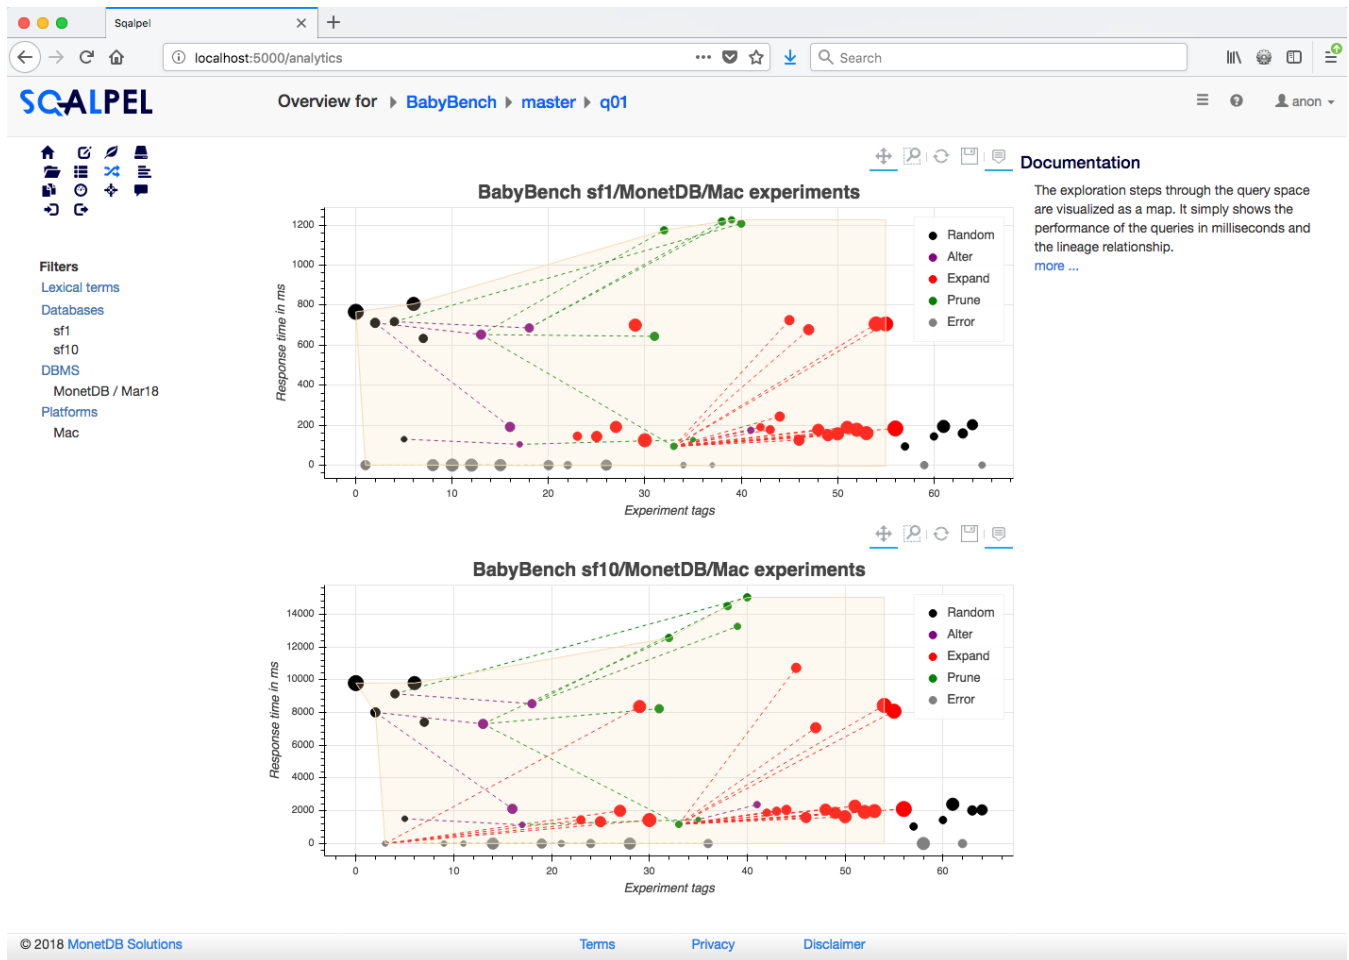 Sqalpel
localhost:5000/analytics
Search
SQALPEL
Overview for BabyBench master q01
anon
Filters
Lexical terms
Databases
sf1
sf10
DBMS
MonetDB / Mar18
Platforms
Mac
BabyBench sf1/MonetDB/Mac experiments
1200
1000
800
600
400
200
0
Response time in ms
Random
Alter
Expand
Prune
Error
0 10 20 30 40 50 60
Experiment tags
BabyBench sf10/MonetDB/Mac experiments
14000
12000
10000
8000
6000
4000
2000
0
Response time in ms
Random
Alter
Expand
Prune
Error
0 10 20 30 40 50 60
Experiment tags
Documentation
The exploration steps through the query space
are visualized as a map. It simply shows the
performance of the queries in milliseconds and
the lineage relationship.
more ...
© 2018 MonetDB Solutions
Terms Privacy Disclaimer